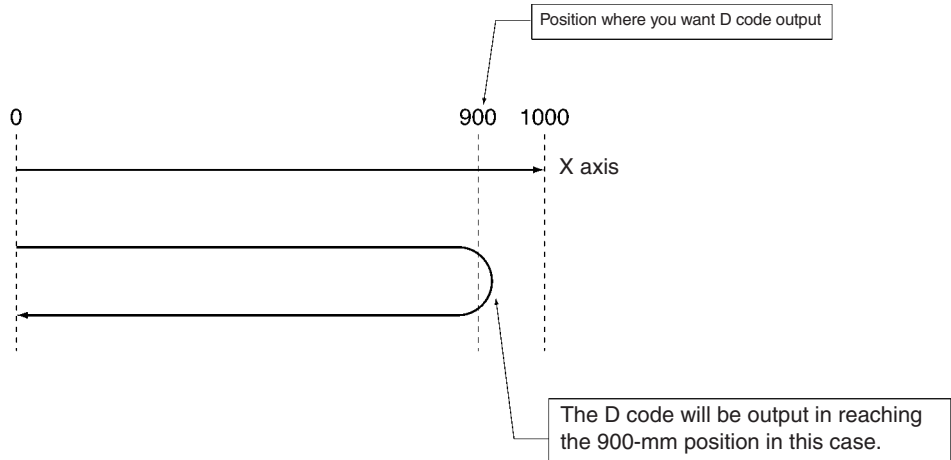 Position where you want D code output
0
900
1000
X axis
The D code will be output in reaching
the 900-mm position in this case.